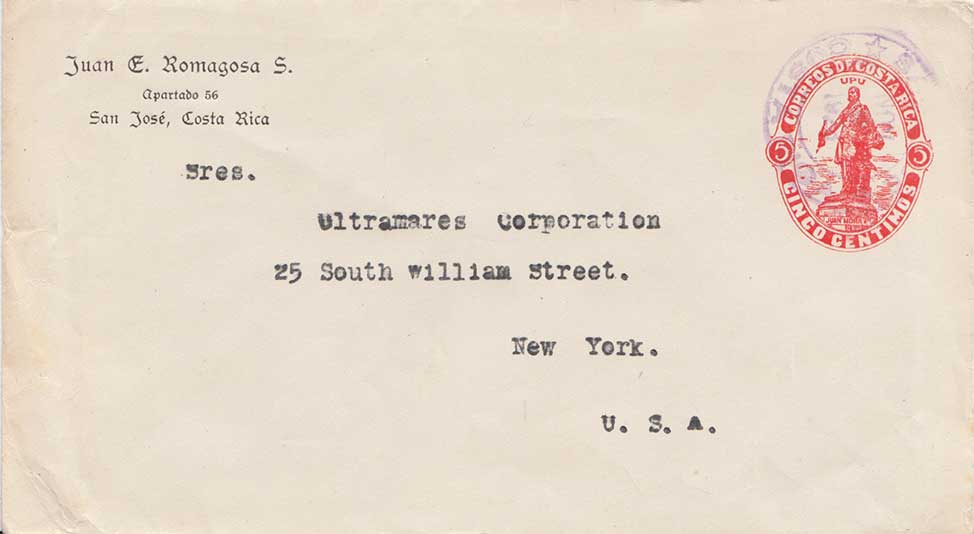 Juan E. Romagosa S.
Apartado 56
San José, Costa Rica
CORREOS DE COSTA RICA
UPU
5 5
JUAN MORA
CINCO CENTIMOS
Sres.
Ultramares Corporation
25 South William Street.
New York.
U. S. A.